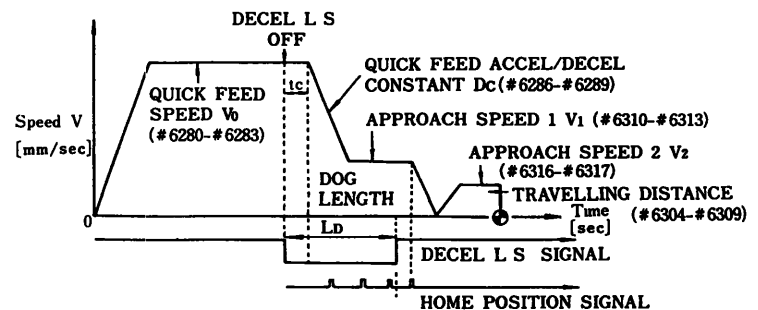 DECEL L S
OFF
QUICK FEED ACCEL/DECEL
CONSTANT Dc (#6286-#6289)
tc
QUICK FEED
SPEED V0
(#6280-#6283)
Speed V
[mm/sec]
APPROACH SPEED 1 V1 (#6310-#6313)
APPROACH SPEED 2 V2
(#6316-#6317)
DOG
LENGTH
TRAVELLING DISTANCE
(#6304-#6309)
0
LD
Time
[sec]
DECEL L S SIGNAL
HOME POSITION SIGNAL